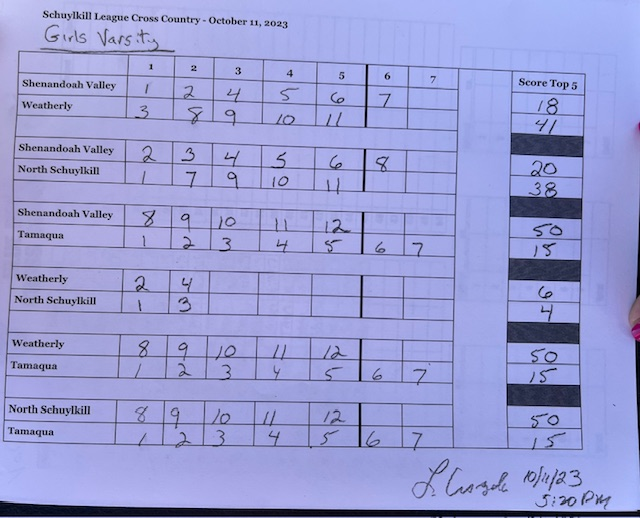 Schuylkill League Cross Country - October 11, 2023
Girls Varsity
1 2 3 4 5 6 7 Score Top 5
Shenandoah Valley 1 2 4 5 6 7 18
Weatherly 3 8 9 10 11 41
Shenandoah Valley 2 3 4 5 6 8 20
North Schuylkill 1 7 9 10 11 38
Shenandoah Valley 8 9 10 11 12 50
Tamaqua 1 2 3 4 5 6 7 15
Weatherly 2 4 6
North Schuylkill 1 3 4
Weatherly 8 9 10 11 12 50
Tamaqua 1 2 3 4 5 6 7 15
North Schuylkill 8 9 10 11 12 50
Tamaqua 1 2 3 4 5 6 7 15
10/11/23
5:20 PM